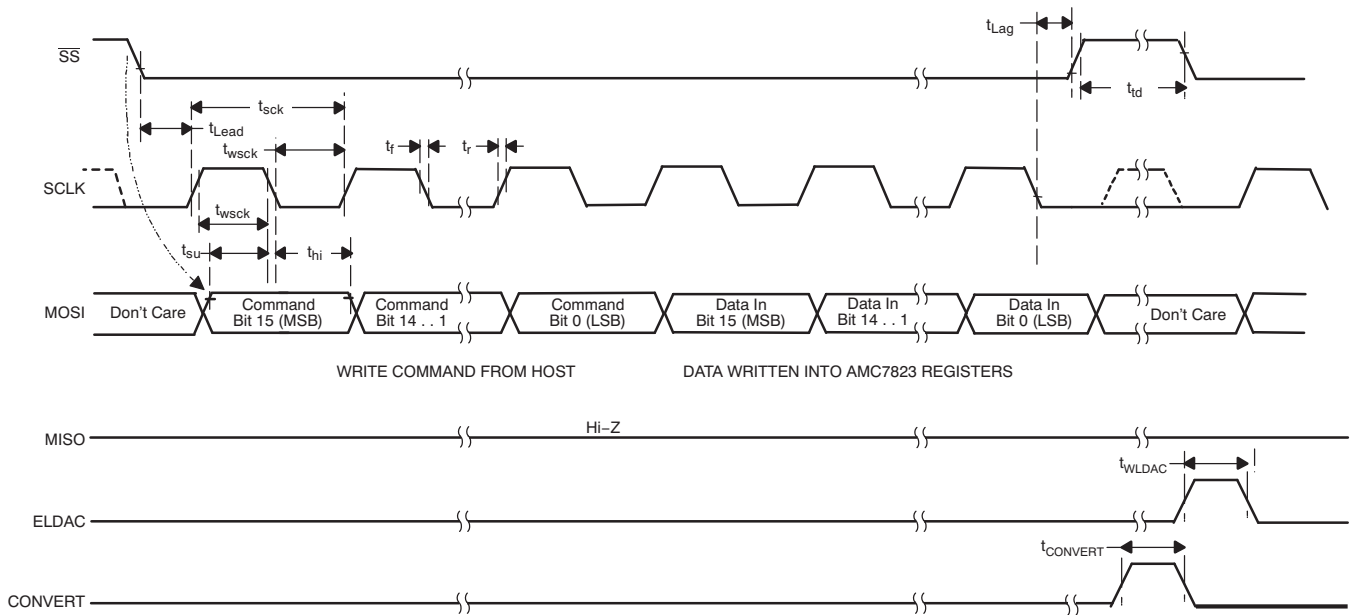 t_Lag
SS
t_td
t_sck
t_Lead
t_wsck
t_f
t_r
SCLK
t_wsck
t_su
t_hi
MOSI
Don't Care
Command
Bit 15 (MSB)
Command
Bit 14 . . 1
Command
Bit 0 (LSB)
Data In
Bit 15 (MSB)
Data In
Bit 14 . . 1
Data In
Bit 0 (LSB)
Don't Care
WRITE COMMAND FROM HOST
DATA WRITTEN INTO AMC7823 REGISTERS
MISO
Hi–Z
t_WLDAC
ELDAC
t_CONVERT
CONVERT